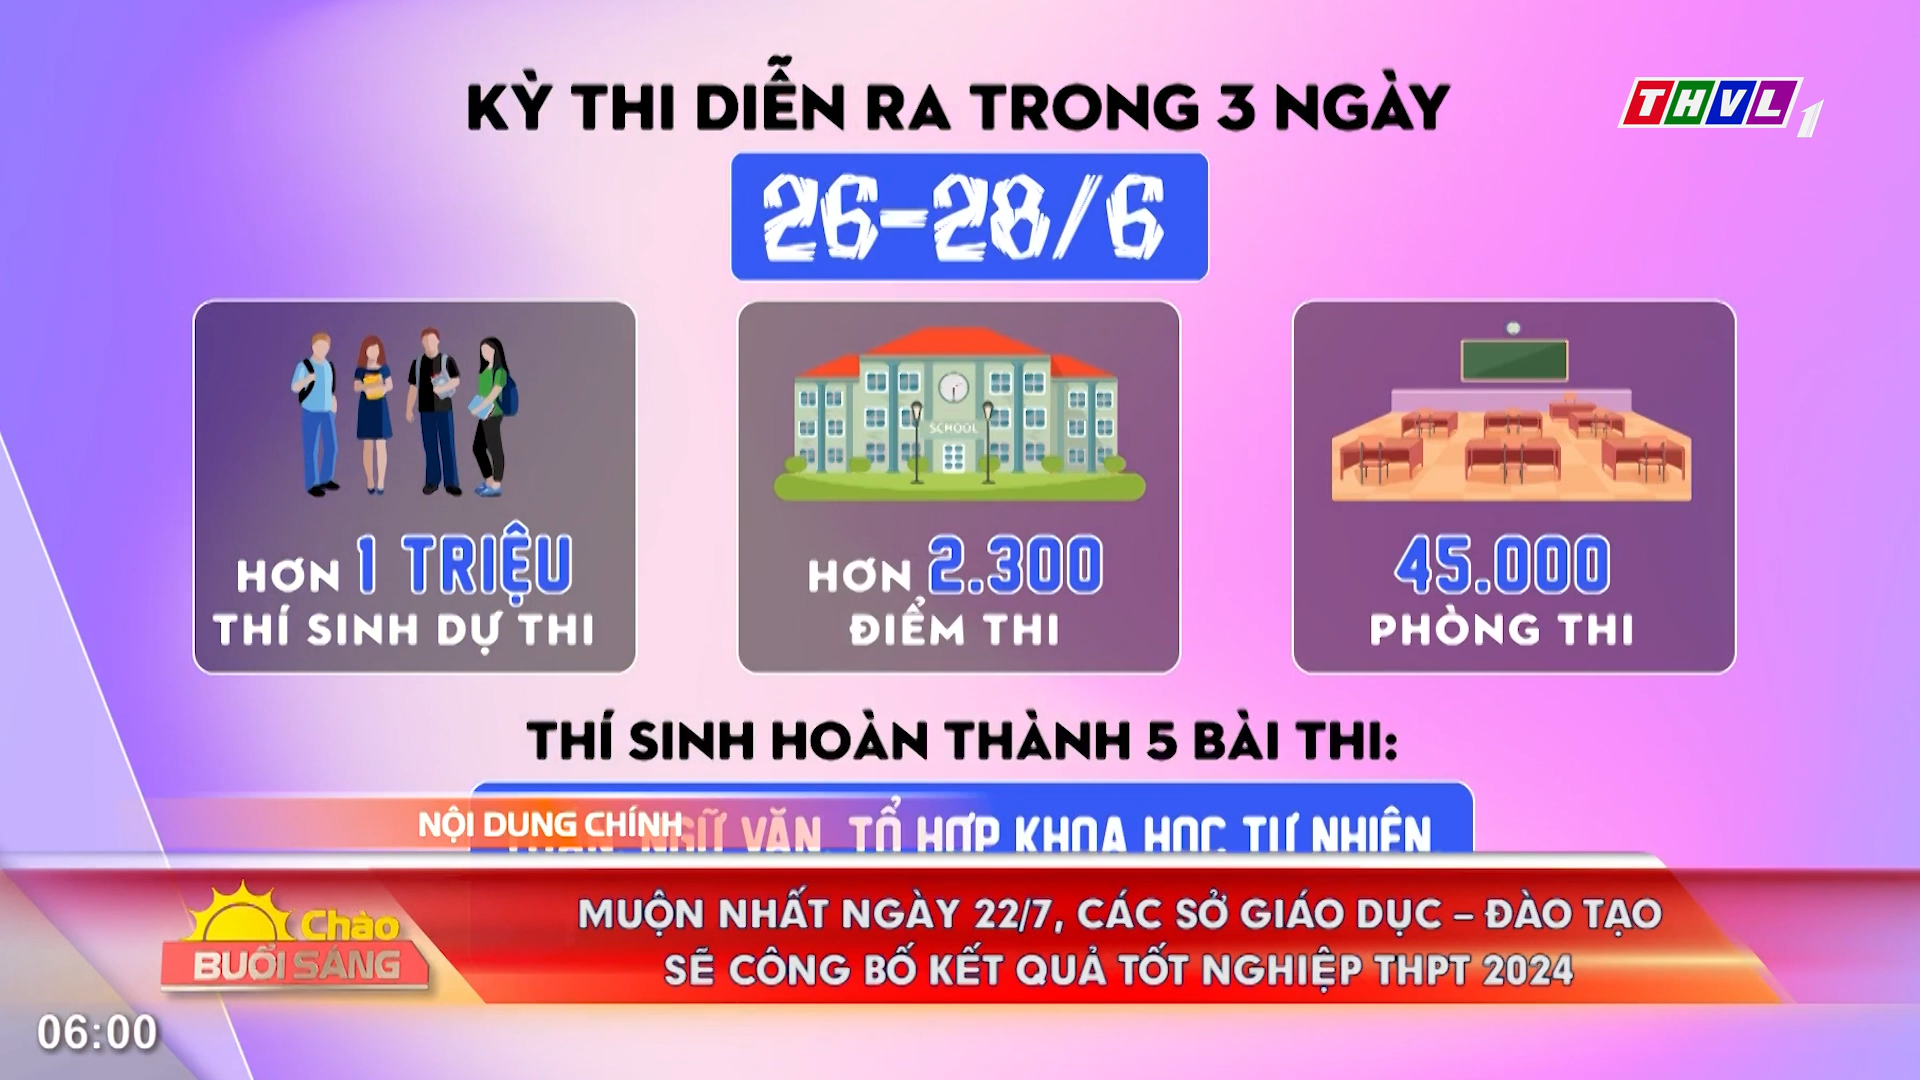 KỲ THI DIỄN RA TRONG 3 NGÀY
THVL1
26-28/6
SCHOOL
HƠN 1 TRIỆU
THÍ SINH DỰ THI
HƠN 2.300
ĐIỂM THI
45.000
PHÒNG THI
THÍ SINH HOÀN THÀNH 5 BÀI THI:
NGỮ VĂN, TỔ HỢP KHOA HỌC TỰ NHIÊN
NỘI DUNG CHÍNH
Chào
BUỔI SÁNG
MUỘN NHẤT NGÀY 22/7, CÁC SỞ GIÁO DỤC – ĐÀO TẠO
SẼ CÔNG BỐ KẾT QUẢ TỐT NGHIỆP THPT 2024
06:00